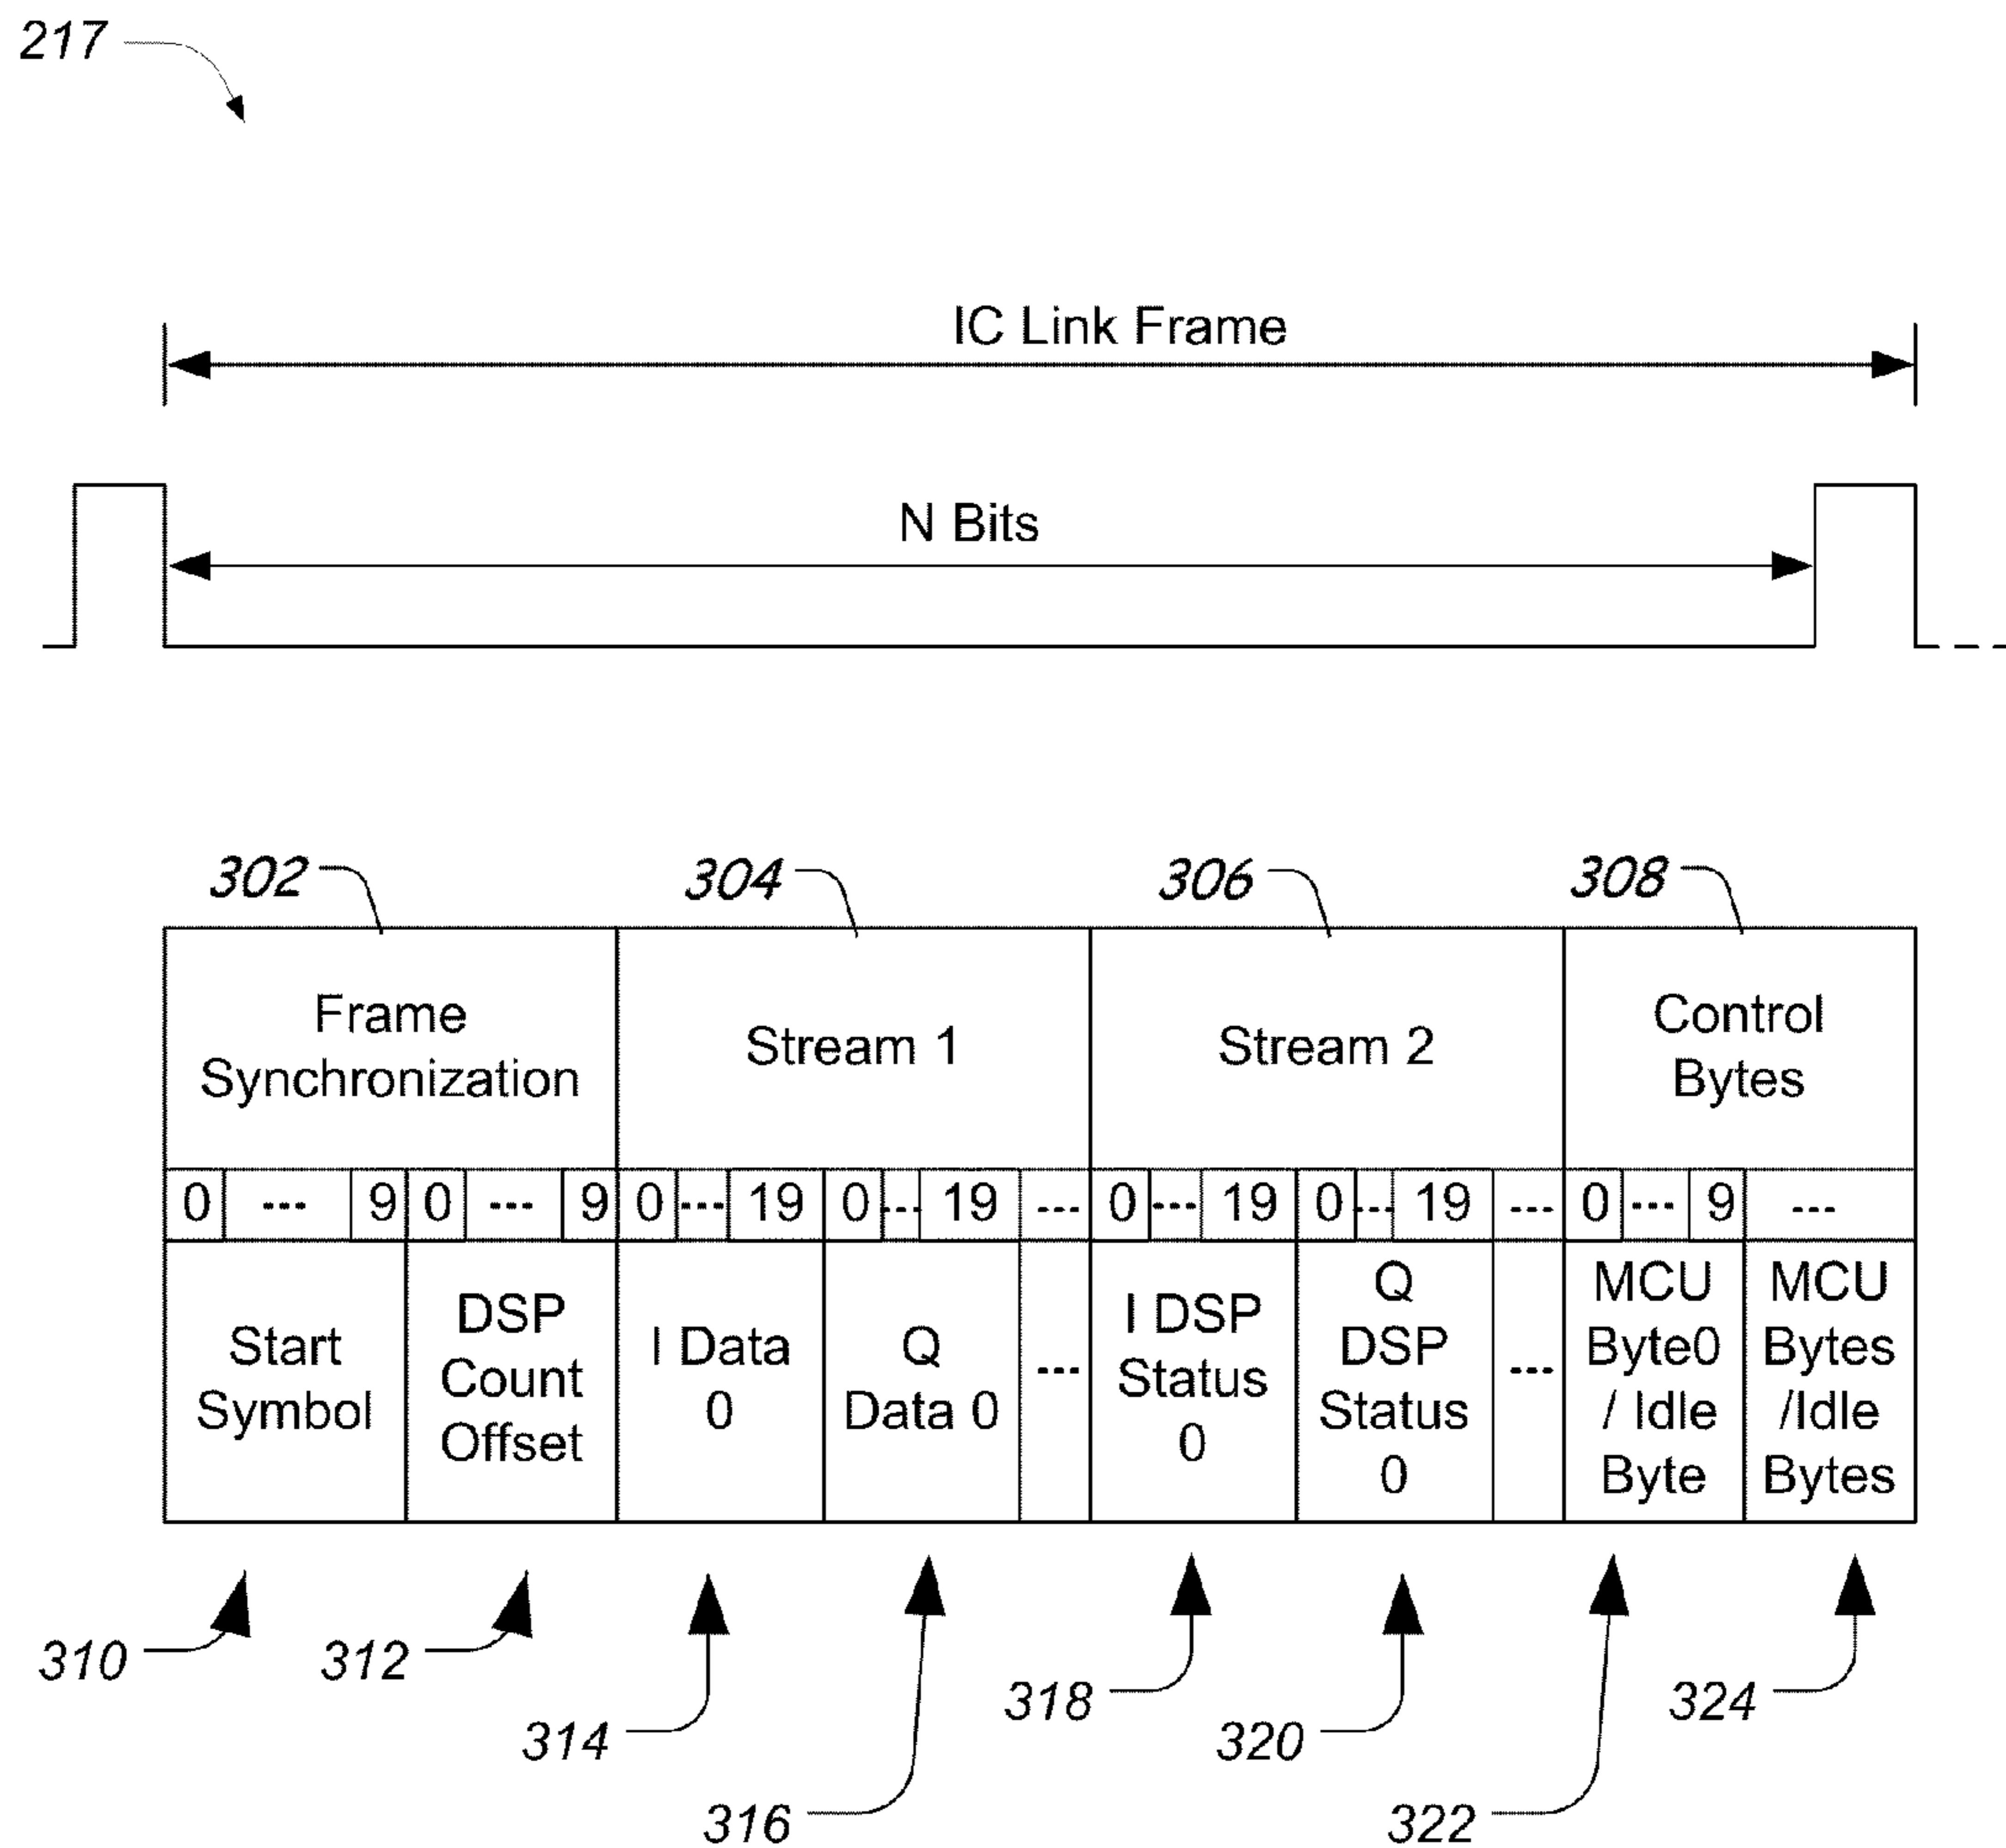 217
IC Link Frame
N Bits
302 304 306 308
Frame
Synchronization
Stream 1
Stream 2
Control
Bytes
0 --- 9 0 --- 9 0 --- 19 0 --- 19 --- 0 --- 19 0 --- 19 --- 0 --- 9 ---
Start
Symbol
DSP
Count
Offset
I Data
0
Q
Data 0
---
I DSP
Status
0
Q
DSP
Status
0
---
MCU
Byte0
/ Idle
Byte
MCU
Bytes
/Idle
Bytes
310 312
314
316
318
320
322
324